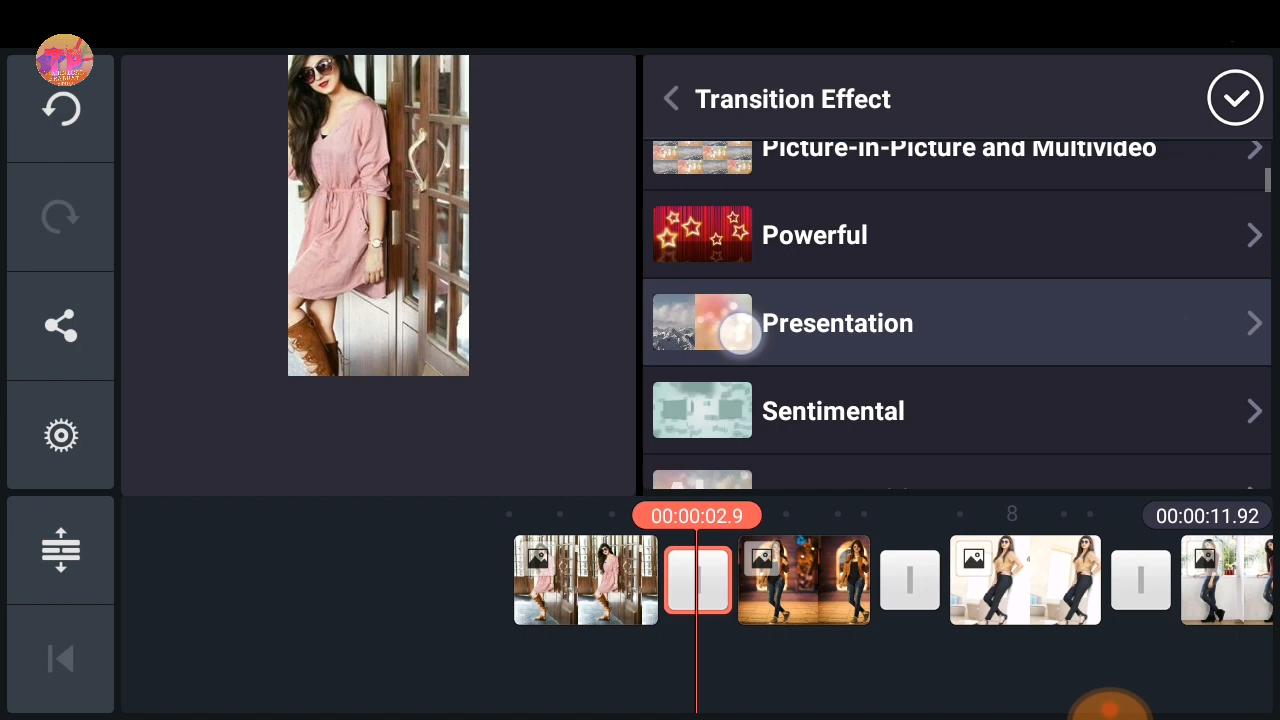 Transition Effect
Picture-in-Picture and Multivideo
Powerful
Presentation
Sentimental
00:00:02.9
8
00:00:11.92